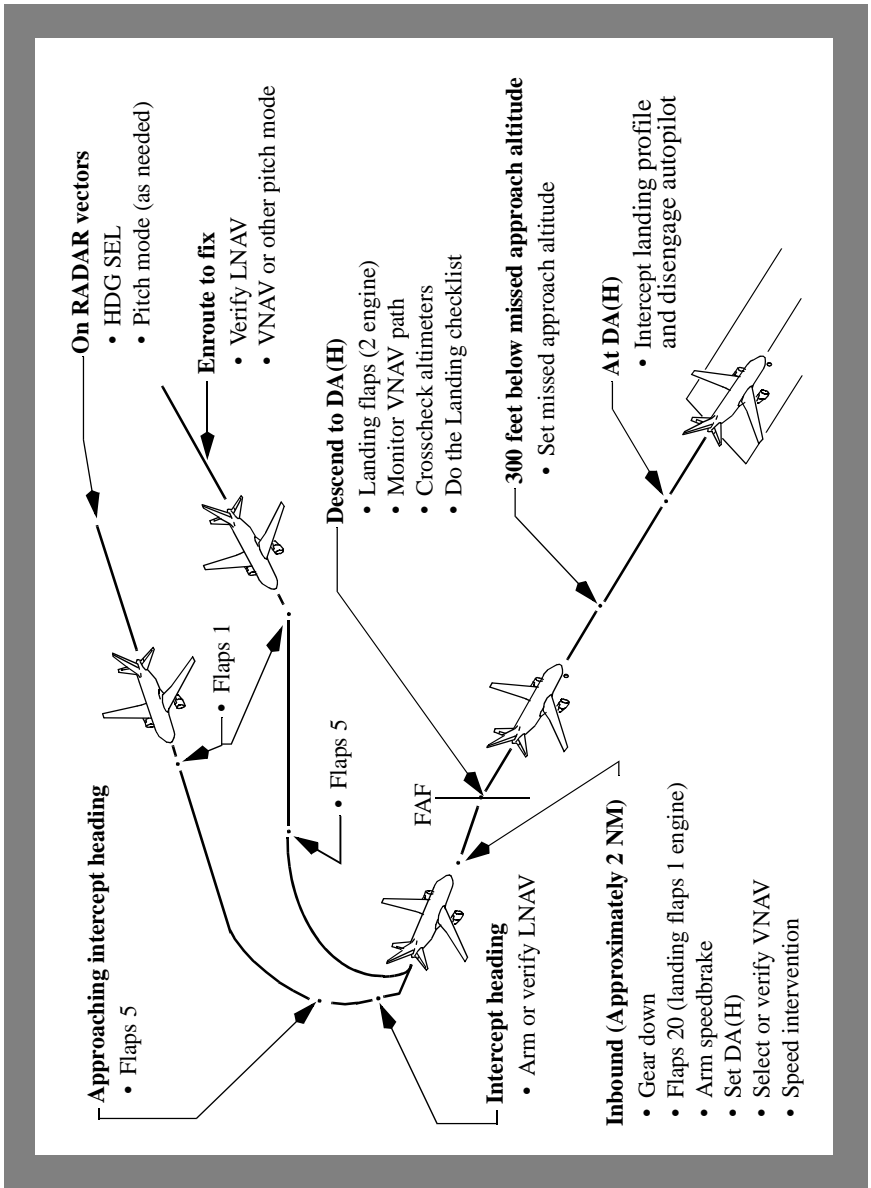 On RADAR vectors
• HDG SEL
• Pitch mode (as needed)
Enroute to fix
• Verify LNAV
• VNAV or other pitch mode
Approaching intercept heading
• Flaps 5
• Flaps 1
• Flaps 5
Descend to DA(H)
• Landing flaps (2 engine)
• Monitor VNAV path
• Crosscheck altimeters
• Do the Landing checklist
FAF
Intercept heading
• Arm or verify LNAV
300 feet below missed approach altitude
• Set missed approach altitude
Inbound (Approximately 2 NM)
• Gear down
• Flaps 20 (landing flaps 1 engine)
• Arm speedbrake
• Set DA(H)
• Select or verify VNAV
• Speed intervention
At DA(H)
• Intercept landing profile
and disengage autopilot